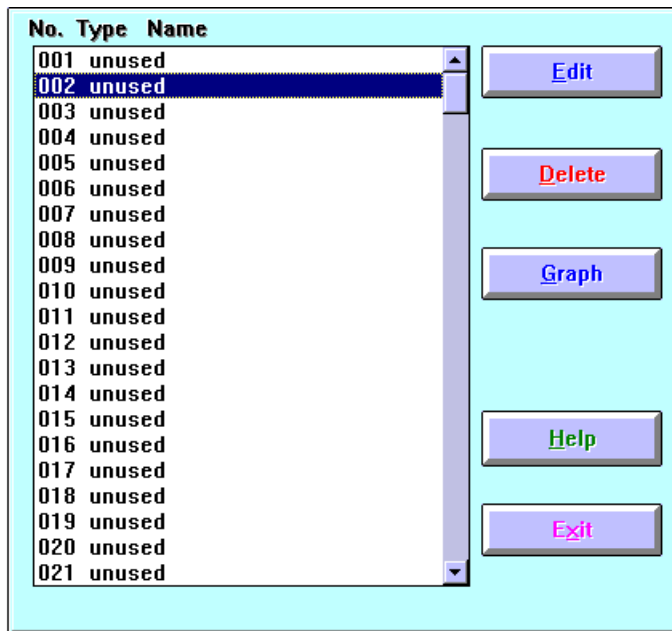 No. Type Name
001 unused
002 unused
003 unused
004 unused
005 unused
006 unused
007 unused
008 unused
009 unused
010 unused
011 unused
012 unused
013 unused
014 unused
015 unused
016 unused
017 unused
018 unused
019 unused
020 unused
021 unused
Edit
Delete
Graph
Help
Exit